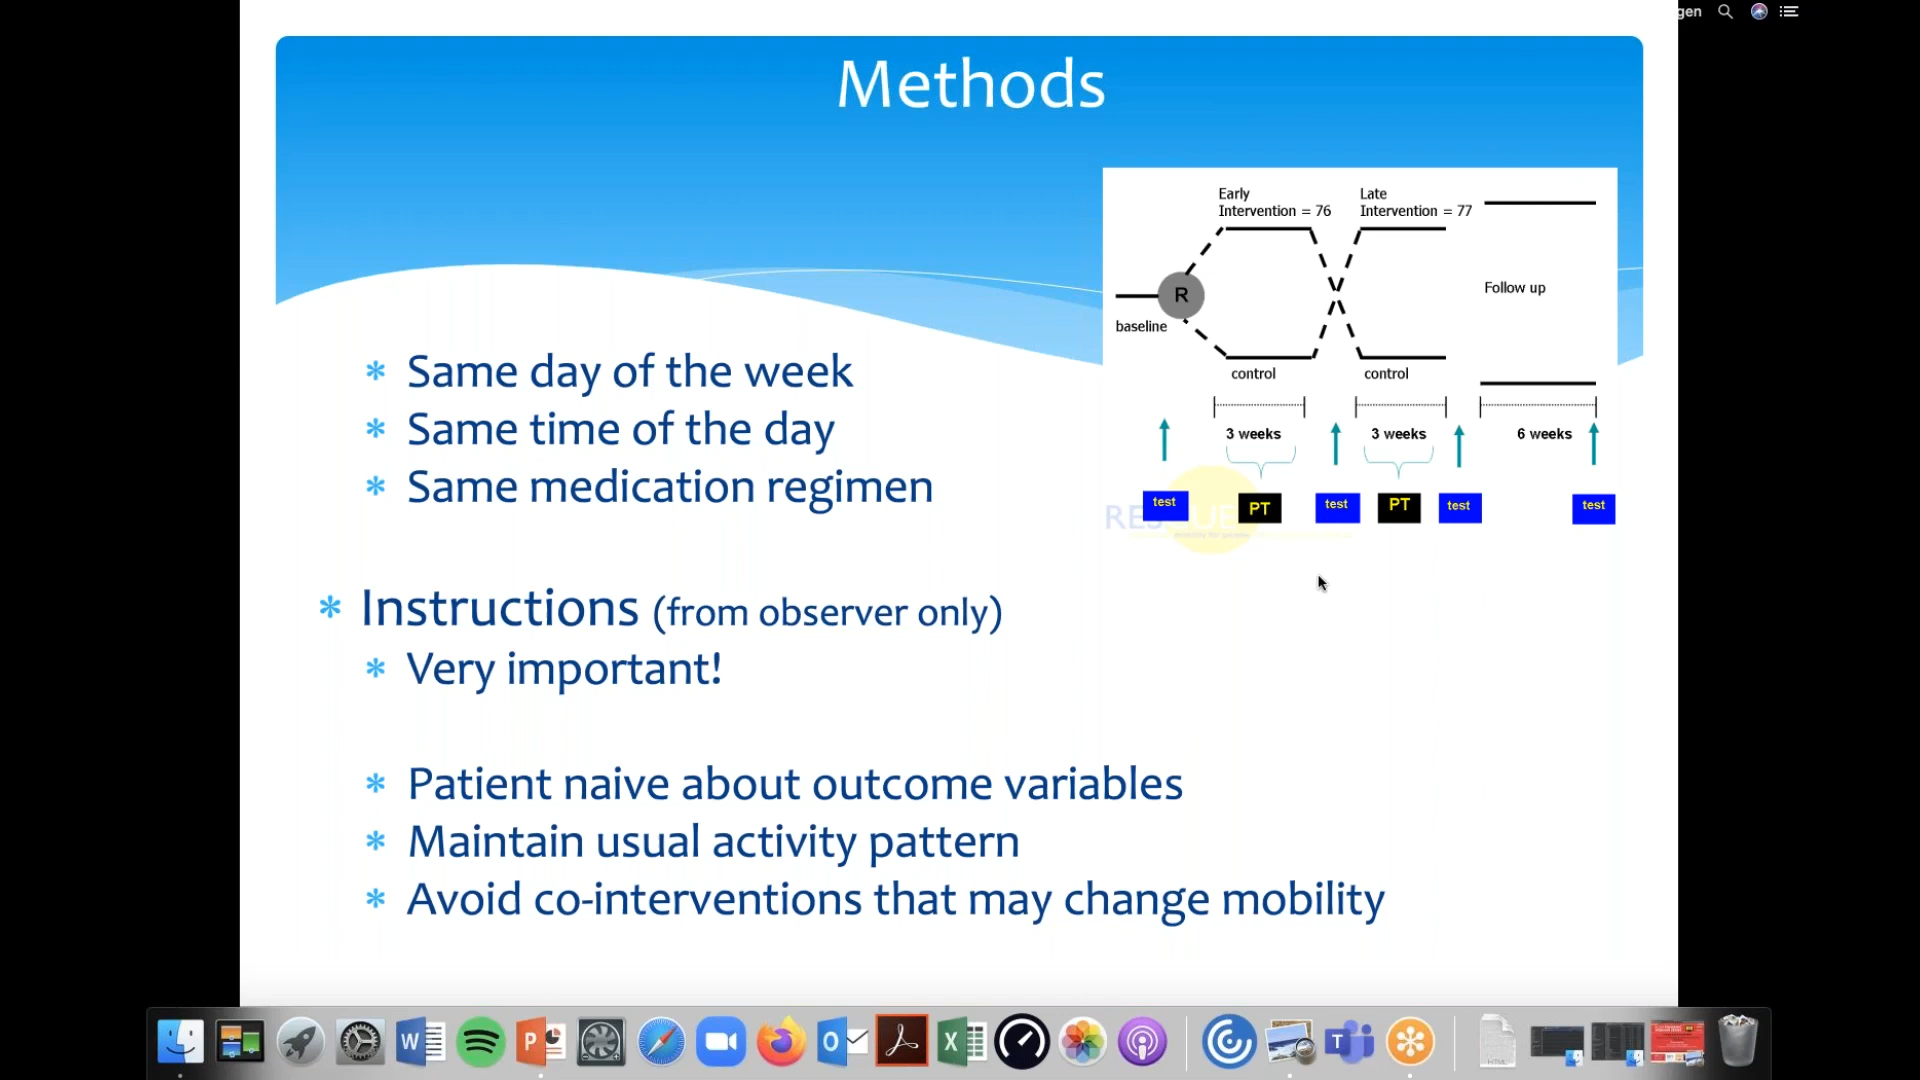 gen
Methods
Early
Intervention = 76
Late
Intervention = 77
R
baseline
Follow up
control
control
3 weeks
3 weeks
6 weeks
test
PT
test
PT
test
test
* Same day of the week
* Same time of the day
* Same medication regimen
* Instructions (from observer only)
* Very important!
* Patient naive about outcome variables
* Maintain usual activity pattern
* Avoid co-interventions that may change mobility